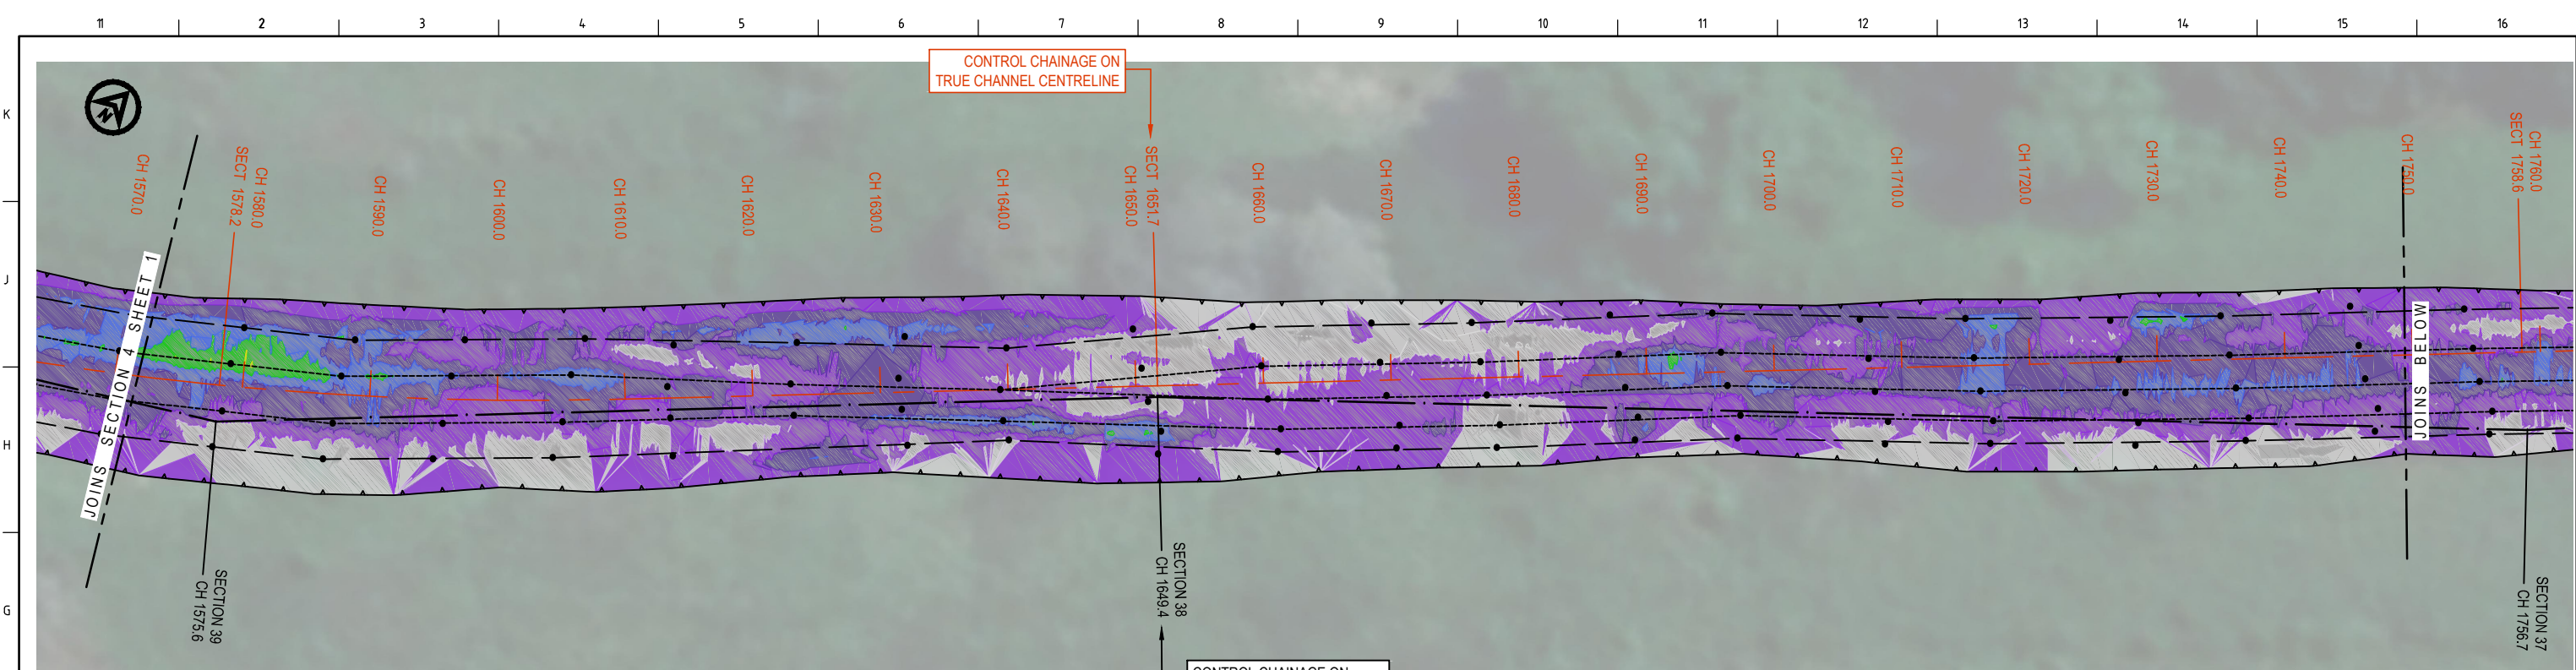 11 2 3 4 5 6 7 8 9 10 11 12 13 14 15 16
CONTROL CHAINAGE ON
TRUE CHANNEL CENTRELINE
K
N
CH 1570.0
CH 1580.0
SECT 1578.2
CH 1590.0
CH 1600.0
CH 1610.0
CH 1620.0
CH 1630.0
CH 1640.0
SECT 1651.7
CH 1650.0
CH 1660.0
CH 1670.0
CH 1680.0
CH 1690.0
CH 1700.0
CH 1710.0
CH 1720.0
CH 1730.0
CH 1740.0
CH 1750.0
CH 1760.0
SECT 1758.6
J
JOINS SECTION 4 SHEET 1
JOINS BELOW
H
SECTION 39
CH 1575.6
SECTION 38
CH 1649.4
SECTION 37
CH 1756.7
G
CONTROL CHAINAGE ON